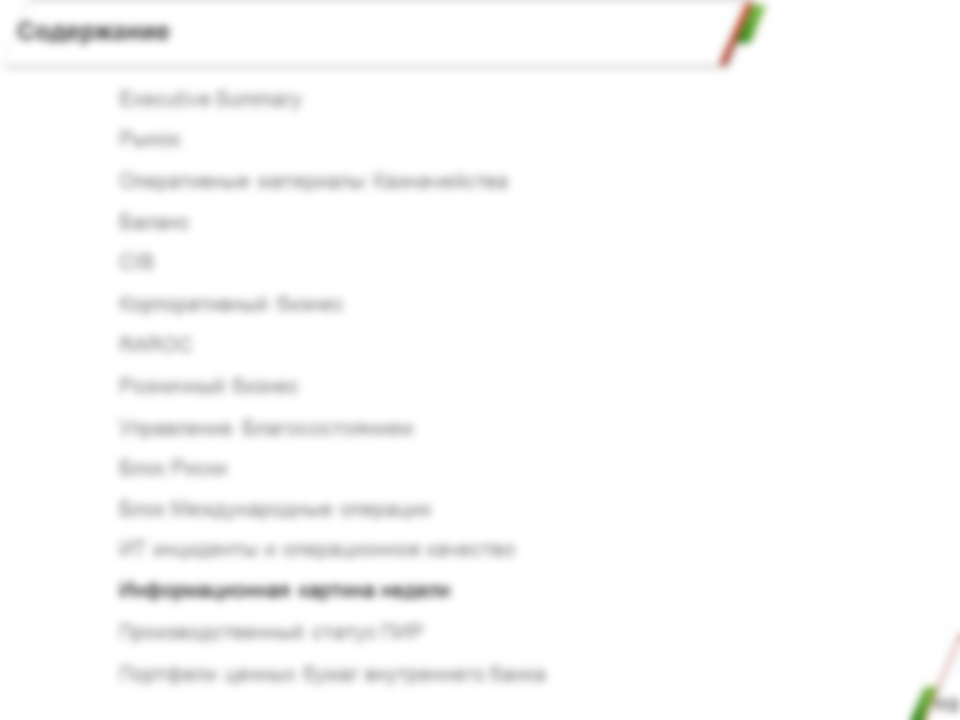 Содержание
Executive Summary
Рынок
Оперативные материалы Казначейства
Баланс
CIB
Корпоративный бизнес
RAROC
Розничный бизнес
Управление Благосостоянием
Блок Риски
Блок Международные операции
ИТ инциденты и операционное качество
Информационная картина недели
Производственный статус ПИР
Портфели ценных бумаг внутреннего банка